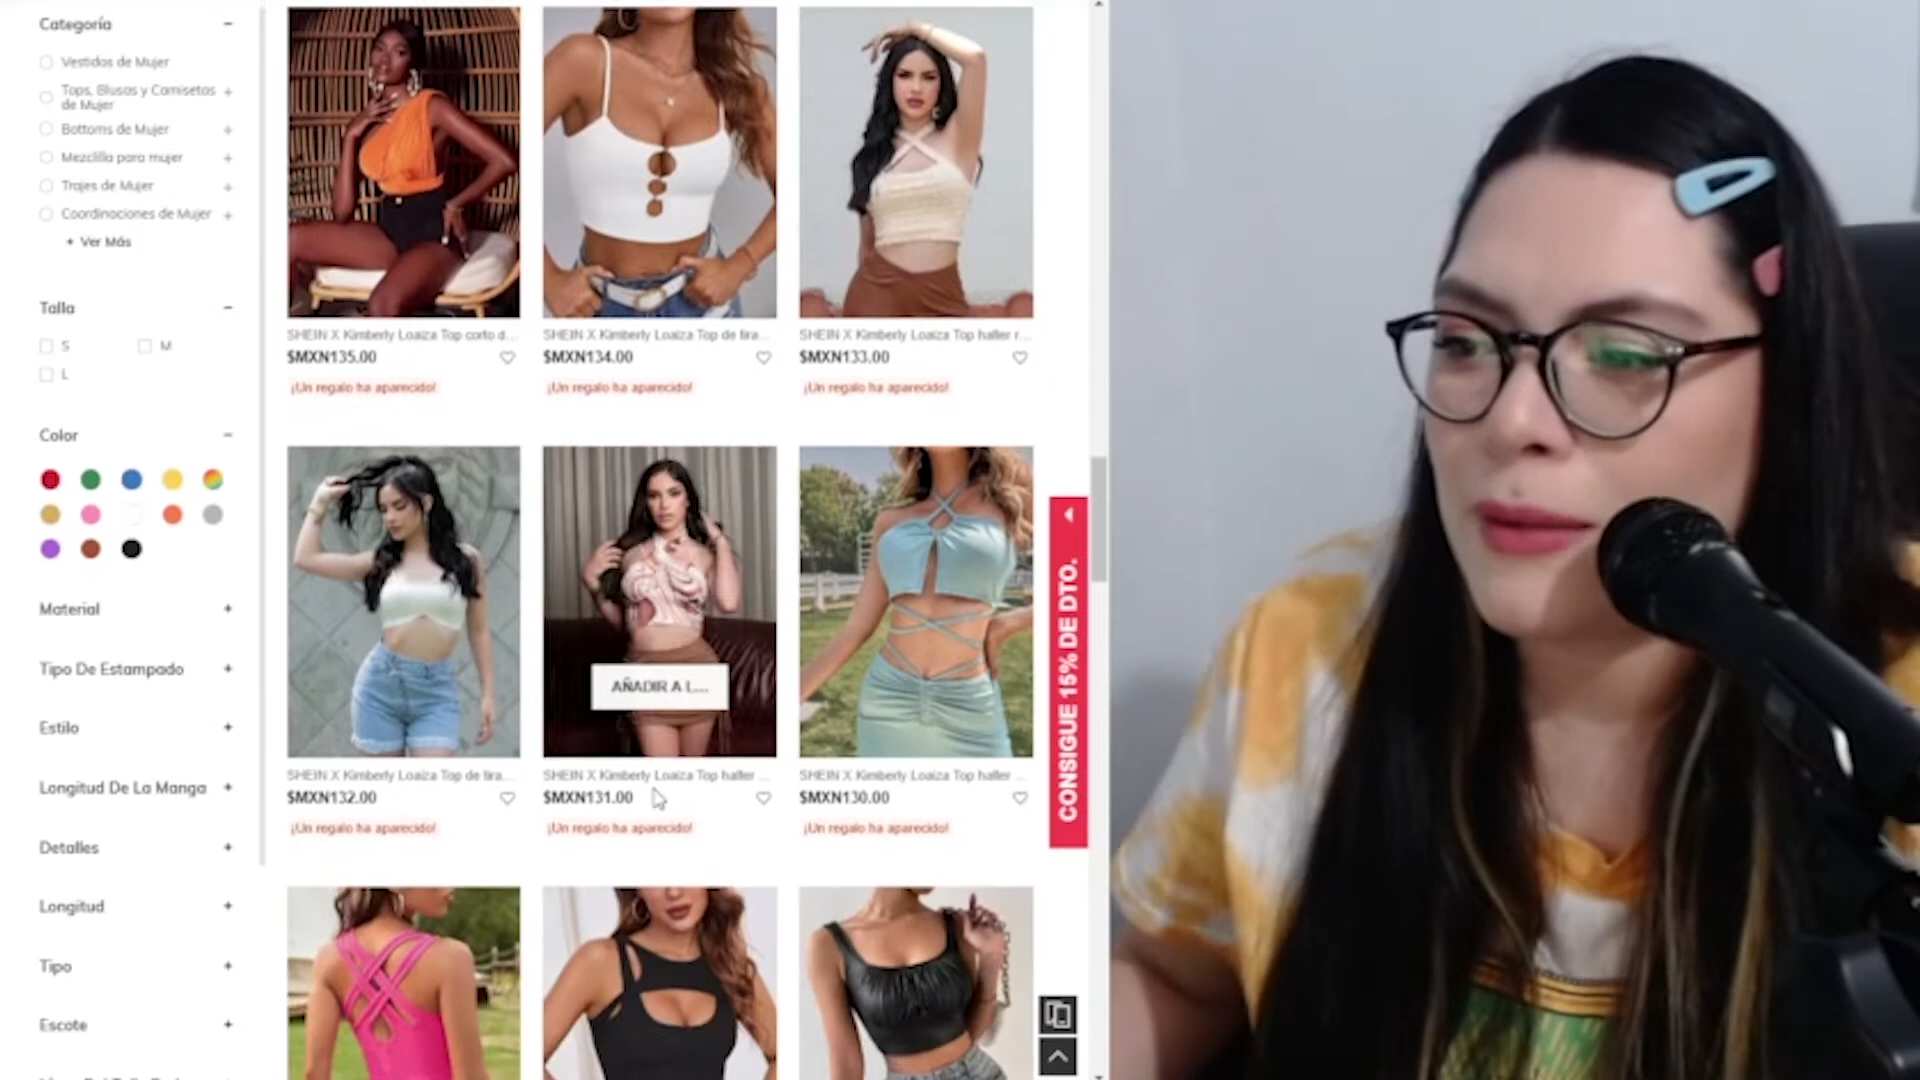 Categoría −
Vestidos de Mujer
Tops, Blusas y Camisetas +
de Mujer
Bottoms de Mujer +
Mezclilla para mujer +
Trajes de Mujer +
Coordinaciones de Mujer +
+ Ver Más
Talla −
S M
L
Color −
Material +
Tipo De Estampado +
Estilo +
Longitud De La Manga +
Detalles +
Longitud +
Tipo +
Escote +
SHEIN X Kimberly Loaiza Top corto d...
$MXN135.00
¡Un regalo ha aparecido!
SHEIN X Kimberly Loaiza Top de tira...
$MXN134.00
¡Un regalo ha aparecido!
SHEIN X Kimberly Loaiza Top halter r...
$MXN133.00
¡Un regalo ha aparecido!
AÑADIR A L...
SHEIN X Kimberly Loaiza Top de tira...
$MXN132.00
¡Un regalo ha aparecido!
SHEIN X Kimberly Loaiza Top halter ...
$MXN131.00
¡Un regalo ha aparecido!
SHEIN X Kimberly Loaiza Top halter ...
$MXN130.00
¡Un regalo ha aparecido!
CONSIGUE 15% DE DTO.